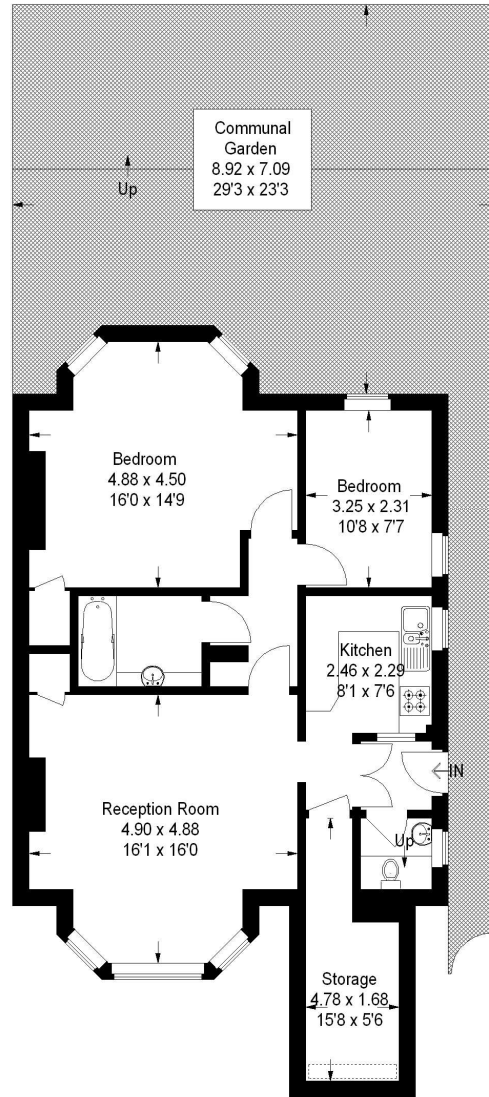 Communal
Garden
8.92 x 7.09
29'3 x 23'3
Up
Bedroom
4.88 x 4.50
16'0 x 14'9
Bedroom
3.25 x 2.31
10'8 x 7'7
Kitchen
2.46 x 2.29
8'1 x 7'6
IN
Reception Room
4.90 x 4.88
16'1 x 16'0
Up
Storage
4.78 x 1.68
15'8 x 5'6